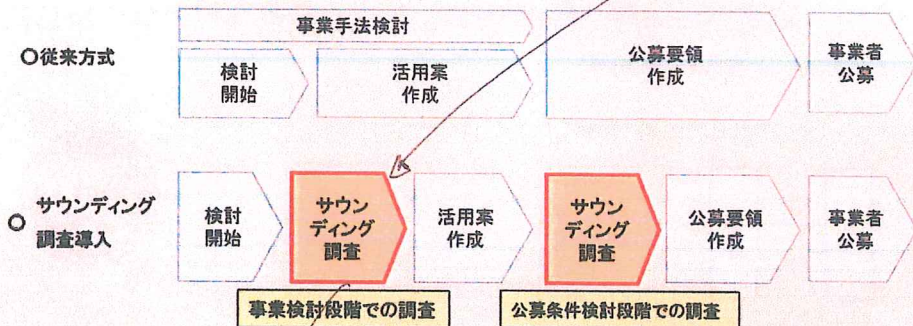 事業手法検討
○従来方式
検討
開始
活用案
作成
公募要領
作成
事業者
公募
○ サウンディング
調査導入
検討
開始
サウン
ディング
調査
活用案
作成
サウン
ディング
調査
公募要領
作成
事業者
公募
事業検討段階での調査
公募条件検討段階での調査